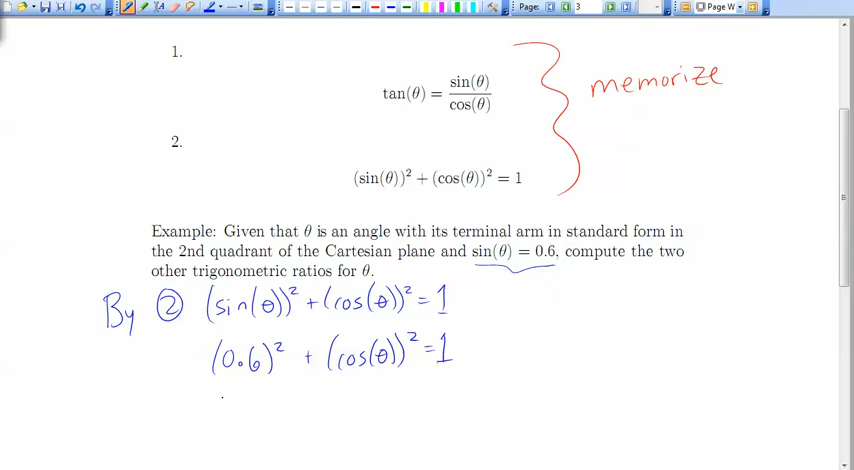 Page: 3 Page W
1.
tan(θ) = sin(θ)/cos(θ)
memorize
2.
(sin(θ))² + (cos(θ))² = 1
Example: Given that θ is an angle with its terminal arm in standard form in
the 2nd quadrant of the Cartesian plane and sin(θ) = 0.6, compute the two
other trigonometric ratios for θ.
By ② (sin(θ))² + (cos(θ))² = 1
(0.6)² + (cos(θ))² = 1